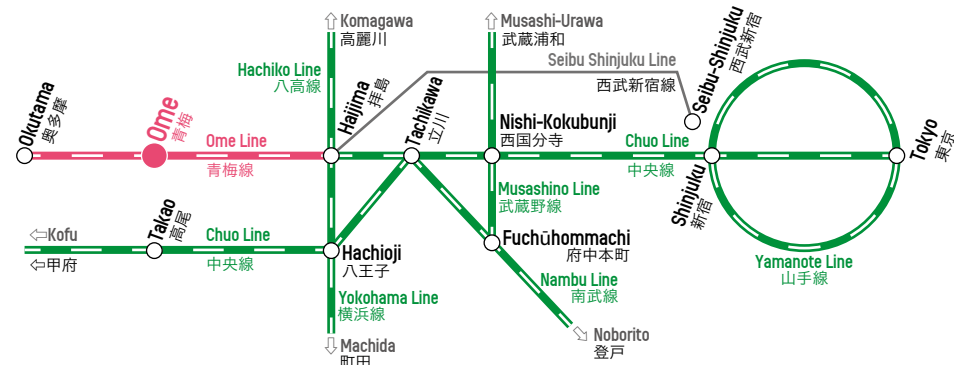 Komagawa
高麗川
Musashi-Urawa
武蔵浦和
Seibu Shinjuku Line
西武新宿線
Seibu-Shinjuku
西武新宿
Hachiko Line
八高線
Okutama
奥多摩
Ome
青梅
Ome Line
青梅線
Haijima
拝島
Tachikawa
立川
Nishi-Kokubunji
西国分寺
Chuo Line
中央線
Shinjuku
新宿
Tokyo
東京
Musashino Line
武蔵野線
Kofu
甲府
Takao
高尾
Chuo Line
中央線
Hachioji
八王子
Fuchūhommachi
府中本町
Yamanote Line
山手線
Yokohama Line
横浜線
Nambu Line
南武線
Machida
町田
Noborito
登戸